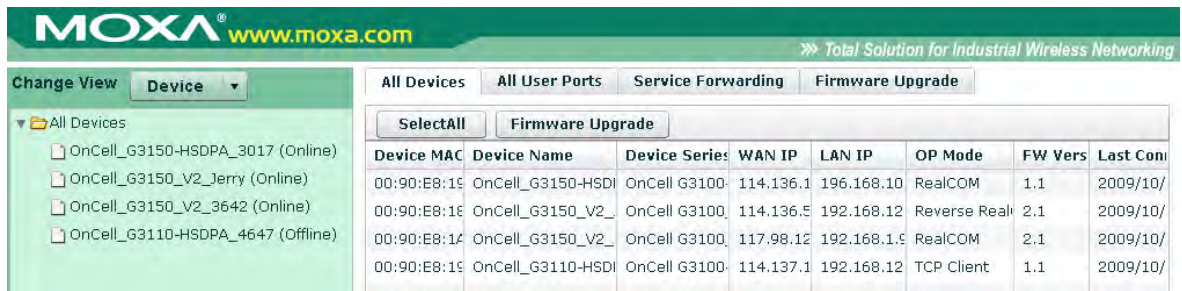 MOXA® www.moxa.com
Total Solution for Industrial Wireless Networking
Change View Device
All Devices
OnCell_G3150-HSDPA_3017 (Online)
OnCell_G3150_V2_Jerry (Online)
OnCell_G3150_V2_3642 (Online)
OnCell_G3110-HSDPA_4647 (Offline)
All Devices All User Ports Service Forwarding Firmware Upgrade
SelectAll Firmware Upgrade
Device MAC Device Name Device Series WAN IP LAN IP OP Mode FW Vers Last Conn
00:90:E8:19 OnCell_G3150-HSDI OnCell G3100- 114.136.1 196.168.10 RealCOM 1.1 2009/10/
00:90:E8:18 OnCell_G3150_V2_ OnCell G3100_ 114.136.5 192.168.12 Reverse Real 2.1 2009/10/
00:90:E8:1A OnCell_G3150_V2_ OnCell G3100_ 117.98.12 192.168.1.9 RealCOM 2.1 2009/10/
00:90:E8:19 OnCell_G3110-HSDI OnCell G3100- 114.137.1 192.168.12 TCP Client 1.1 2009/10/